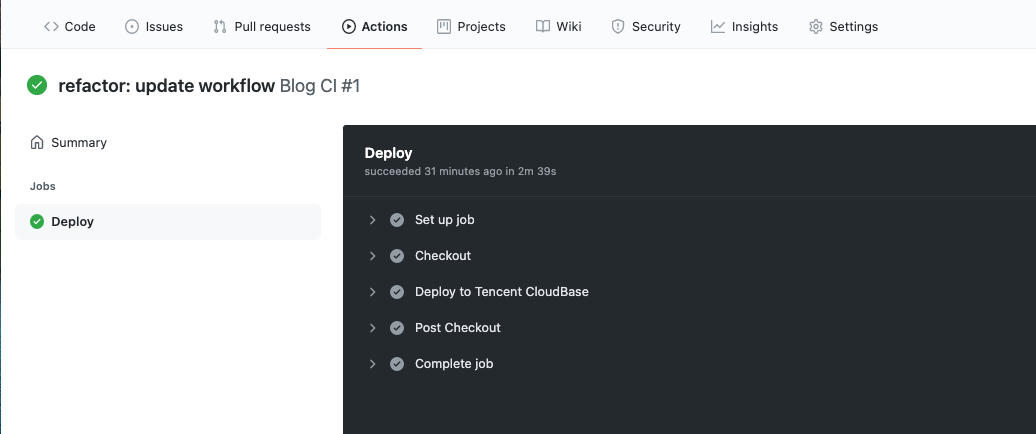 Code Issues Pull requests Actions Projects Wiki Security Insights Settings
refactor: update workflow Blog CI #1
Summary
Jobs
Deploy
Deploy
succeeded 31 minutes ago in 2m 39s
Set up job
Checkout
Deploy to Tencent CloudBase
Post Checkout
Complete job